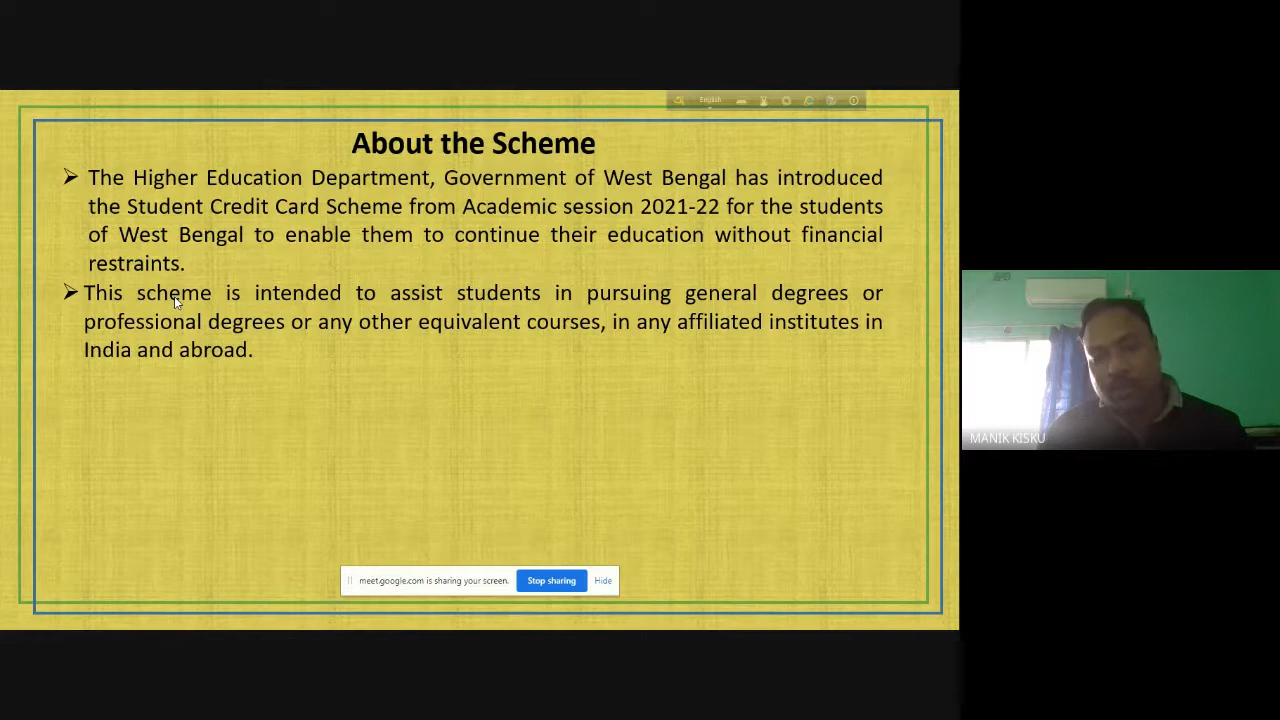 English
About the Scheme
The Higher Education Department, Government of West Bengal has introduced
the Student Credit Card Scheme from Academic session 2021-22 for the students
of West Bengal to enable them to continue their education without financial
restraints.
This scheme is intended to assist students in pursuing general degrees or
professional degrees or any other equivalent courses, in any affiliated institutes in
India and abroad.
MANIK KISKU
meet.google.com is sharing your screen. Stop sharing Hide